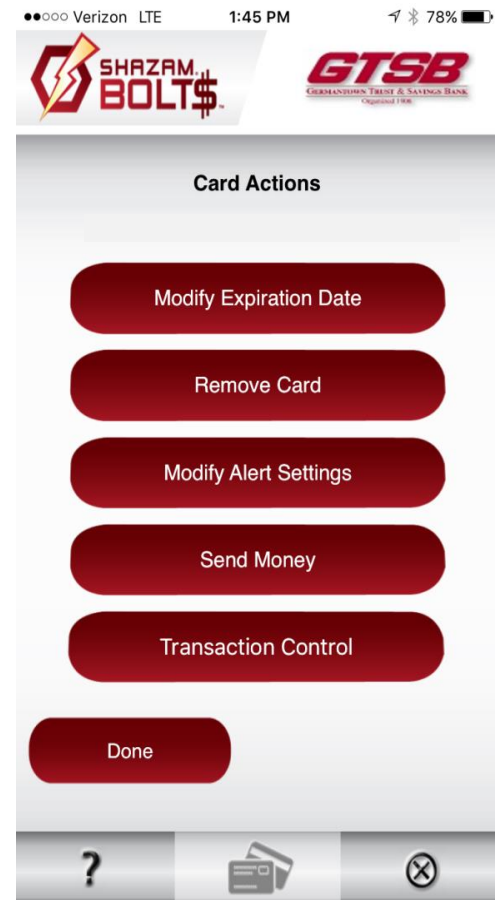 ●●○○○ Verizon LTE 1:45 PM 78%
SHAZAM.
BOLT$™
GTSB
GERMANTOWN TRUST & SAVINGS BANK
Organized 1908
Card Actions
Modify Expiration Date
Remove Card
Modify Alert Settings
Send Money
Transaction Control
Done
?